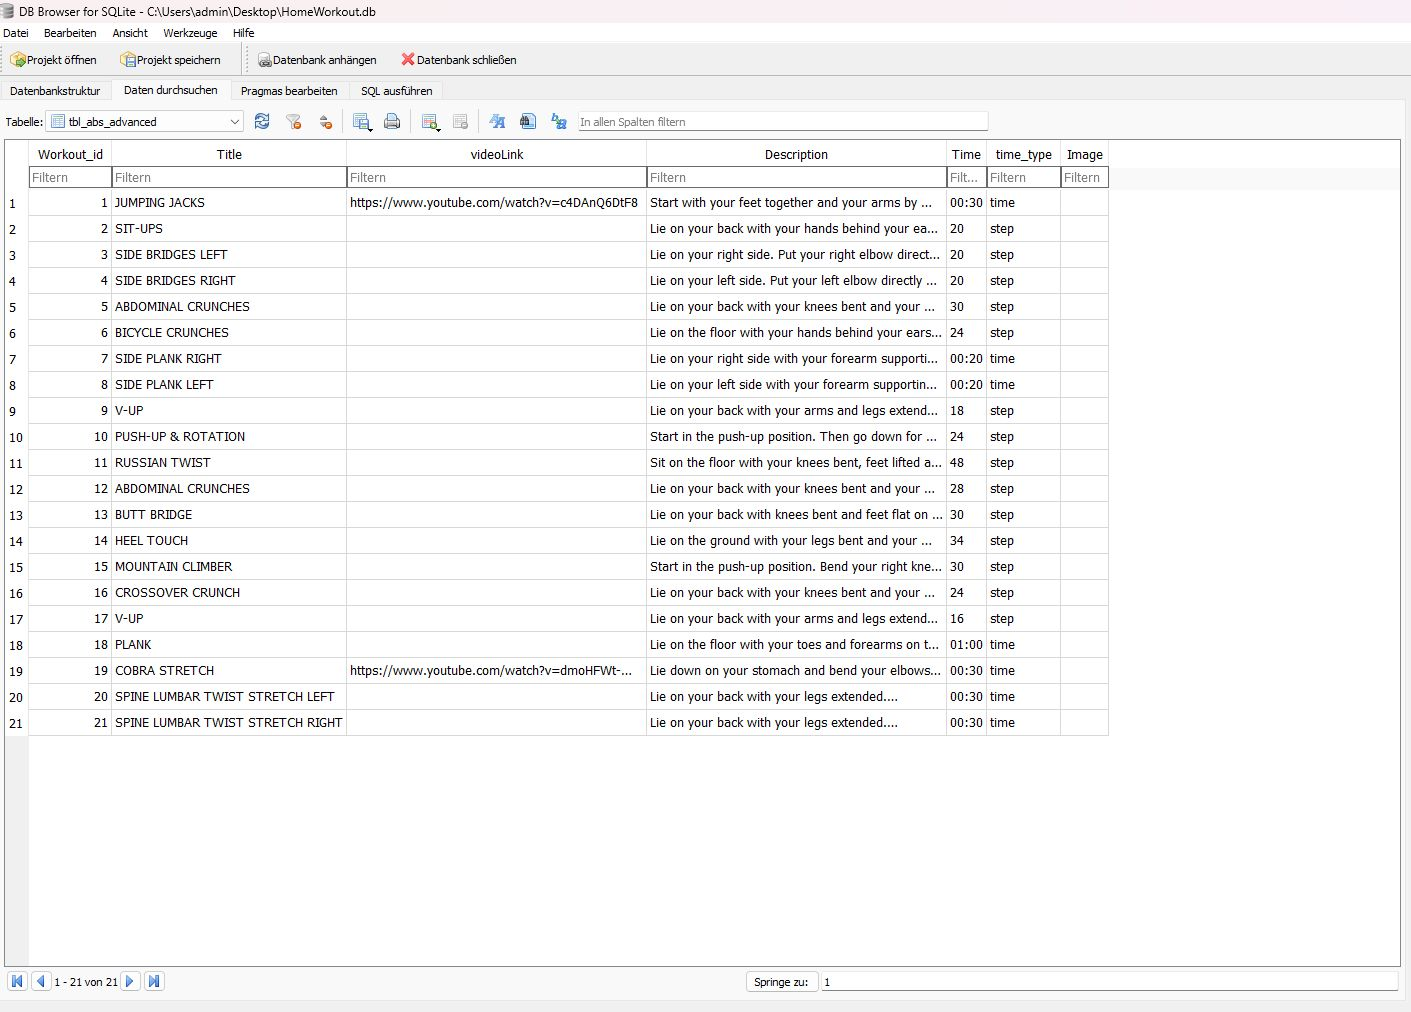 DB Browser for SQLite - C:\Users\admin\Desktop\HomeWorkout.db
Datei Bearbeiten Ansicht Werkzeuge Hilfe
Projekt öffnen Projekt speichern Datenbank anhängen Datenbank schließen
Datenbankstruktur Daten durchsuchen Pragmas bearbeiten SQL ausführen
Tabelle: tbl_abs_advanced In allen Spalten filtern
Workout_id Title videoLink Description Time time_type Image
Filtern Filtern Filtern Filtern Filt... Filtern Filtern
1 1 JUMPING JACKS https://www.youtube.com/watch?v=c4DAnQ6DtF8 Start with your feet together and your arms by ... 00:30 time
2 2 SIT-UPS Lie on your back with your hands behind your ea... 20 step
3 3 SIDE BRIDGES LEFT Lie on your right side. Put your right elbow direct... 20 step
4 4 SIDE BRIDGES RIGHT Lie on your left side. Put your left elbow directly ... 20 step
5 5 ABDOMINAL CRUNCHES Lie on your back with your knees bent and your ... 30 step
6 6 BICYCLE CRUNCHES Lie on the floor with your hands behind your ears... 24 step
7 7 SIDE PLANK RIGHT Lie on your right side with your forearm supporti... 00:20 time
8 8 SIDE PLANK LEFT Lie on your left side with your forearm supportin... 00:20 time
9 9 V-UP Lie on your back with your arms and legs extend... 18 step
10 10 PUSH-UP & ROTATION Start in the push-up position. Then go down for ... 24 step
11 11 RUSSIAN TWIST Sit on the floor with your knees bent, feet lifted a... 48 step
12 12 ABDOMINAL CRUNCHES Lie on your back with your knees bent and your ... 28 step
13 13 BUTT BRIDGE Lie on your back with knees bent and feet flat on ... 30 step
14 14 HEEL TOUCH Lie on the ground with your legs bent and your ... 34 step
15 15 MOUNTAIN CLIMBER Start in the push-up position. Bend your right kne... 30 step
16 16 CROSSOVER CRUNCH Lie on your back with your knees bent and your ... 24 step
17 17 V-UP Lie on your back with your arms and legs extend... 16 step
18 18 PLANK Lie on the floor with your toes and forearms on t... 01:00 time
19 19 COBRA STRETCH https://www.youtube.com/watch?v=dmoHFWt-... Lie down on your stomach and bend your elbows... 00:30 time
20 20 SPINE LUMBAR TWIST STRETCH LEFT Lie on your back with your legs extended.... 00:30 time
21 21 SPINE LUMBAR TWIST STRETCH RIGHT Lie on your back with your legs extended.... 00:30 time
1 - 21 von 21 Springe zu: 1